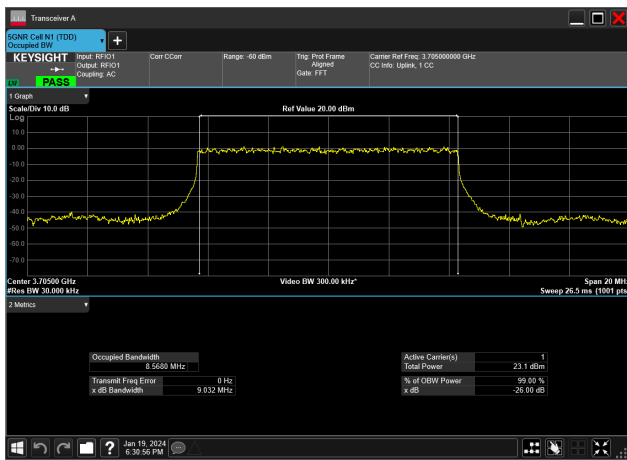 Transceiver A
5GNR Cell N1 (TDD)
Occupied BW
KEYSIGHT
LXI
PASS
Input: RFIO1
Output: RFIO1
Coupling: AC
Corr CCorr
Range: -60 dBm
Trig: Prot Frame
Aligned
Gate: FFT
Carrier Ref Freq: 3.705000000 GHz
CC Info: Uplink, 1 CC
1 Graph
Scale/Div 10.0 dB
Ref Value 20.00 dBm
Log
10.0
0.00
-10.0
-20.0
-30.0
-40.0
-50.0
-60.0
-70.0
Center 3.70500 GHz
Video BW 300.00 kHz*
Span 20 MHz
#Res BW 30.000 kHz
Sweep 26.5 ms (1001 pts
2 Metrics
Occupied Bandwidth
8.5680 MHz
Transmit Freq Error 0 Hz
x dB Bandwidth 9.032 MHz
Active Carrier(s) 1
Total Power 23.1 dBm
% of OBW Power 99.00 %
x dB -26.00 dB
Jan 19, 2024
6:30:56 PM